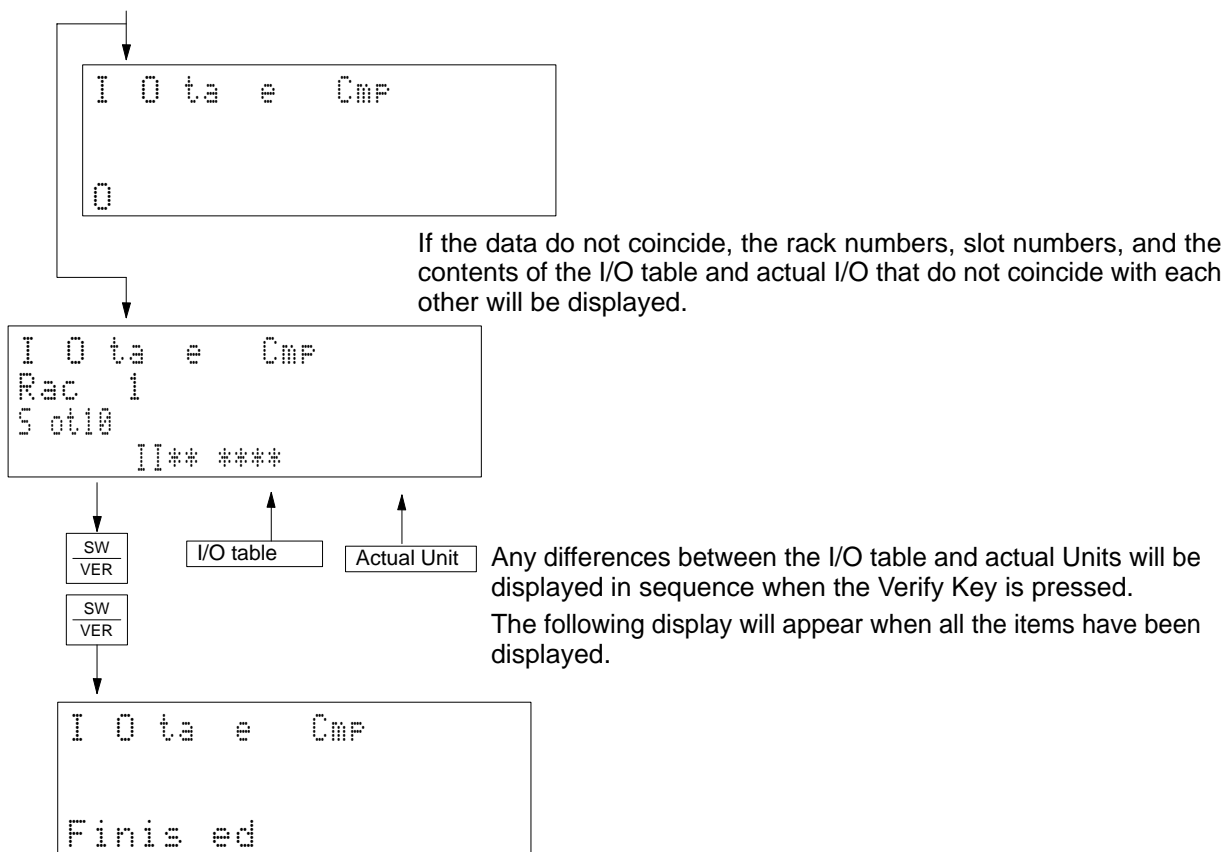 I O ta e Cmp
O
If the data do not coincide, the rack numbers, slot numbers, and the
contents of the I/O table and actual I/O that do not coincide with each
other will be displayed.
I O ta e Cmp
Rac 1
S ot10
II** ****
SW
VER
I/O table
Actual Unit
Any differences between the I/O table and actual Units will be
displayed in sequence when the Verify Key is pressed.
SW
VER
The following display will appear when all the items have been
displayed.
I O ta e Cmp
Finis ed